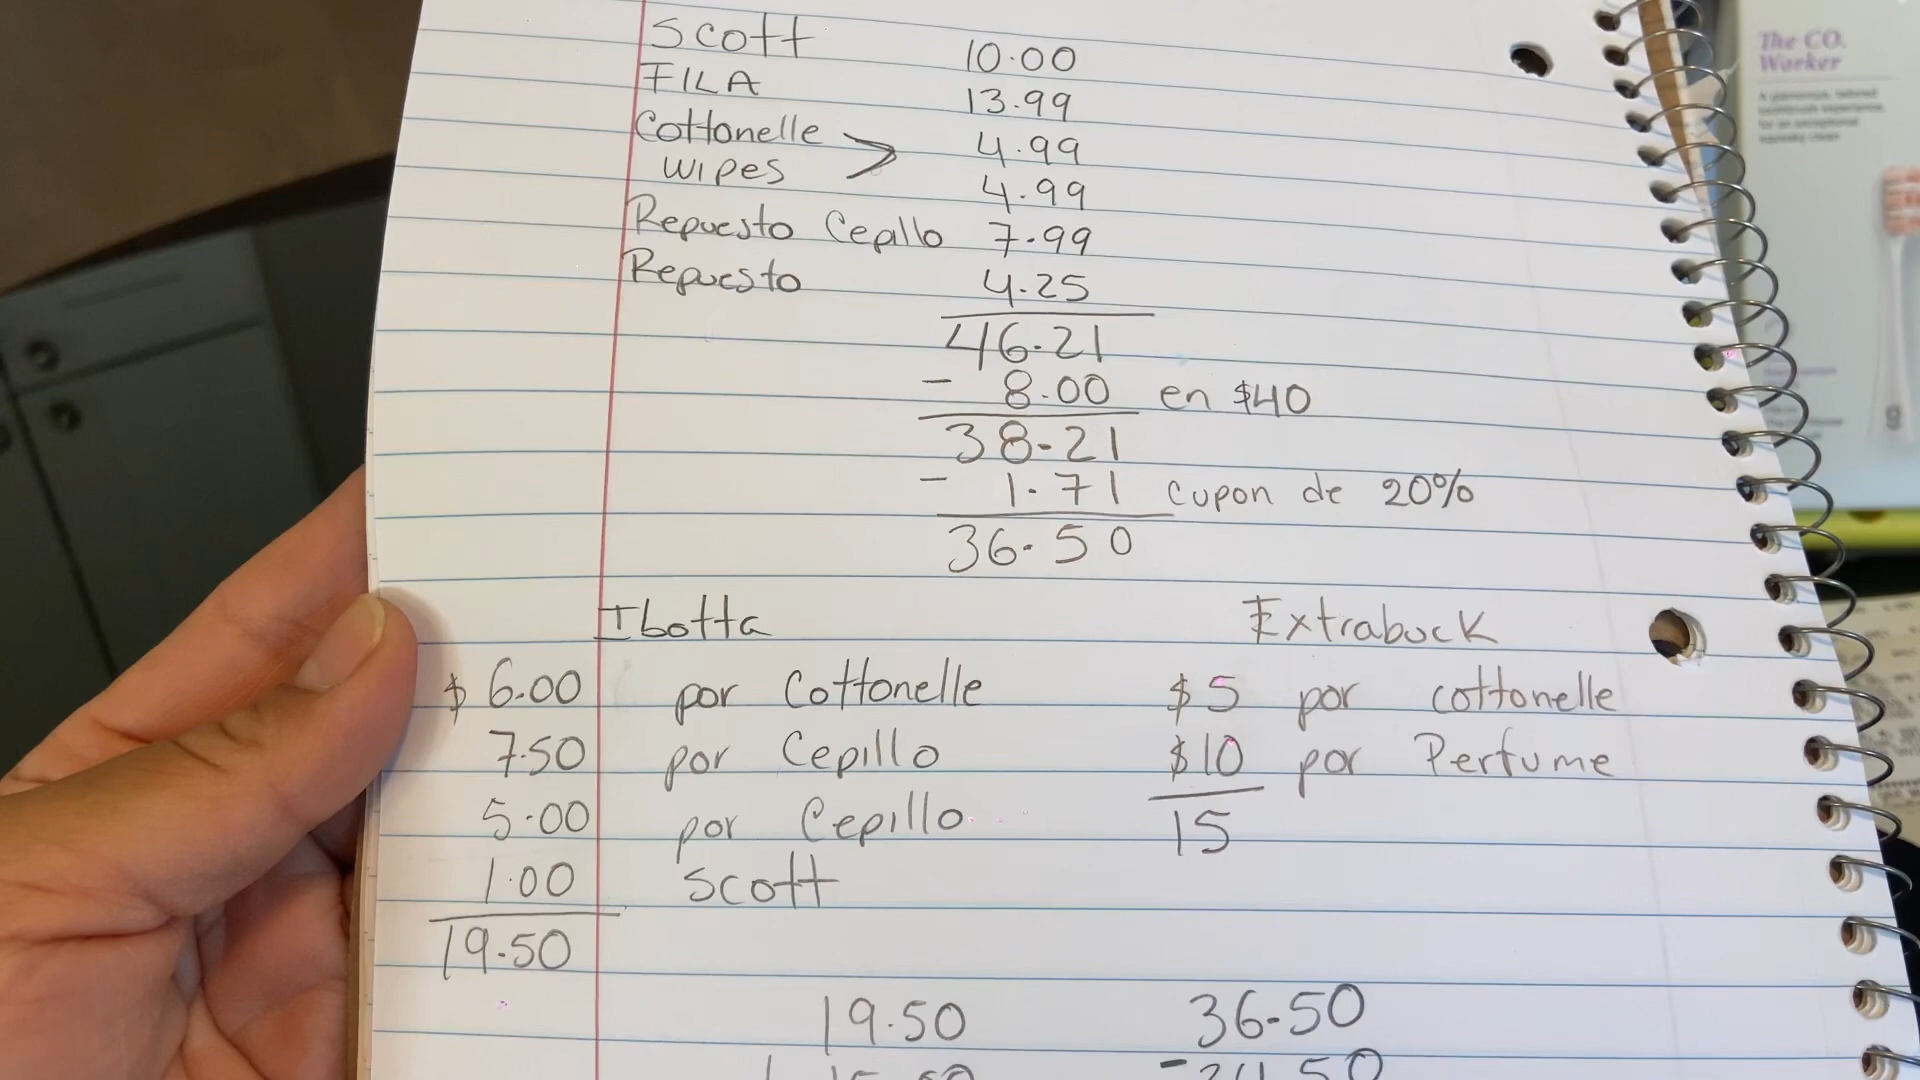 Scott 10.00
FILA 13.99
Cottonelle > 4.99
wipes 4.99
Repuesto Cepillo 7.99
Repuesto 4.25
46.21
- 8.00 en $40
38.21
- 1.71 cupon de 20%
36.50
Ibotta Extrabuck
$ 6.00 por Cottonelle $5 por cottonelle
7.50 por Cepillo $10 por Perfume
5.00 por Cepillo 15
1.00 Scott
19.50
19.50 36.50
The CO.
Worker